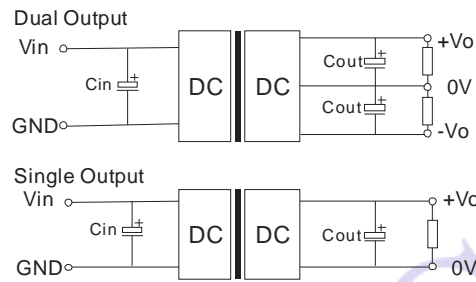 Dual Output
Vin
+Vo
Cout
+
Cin
+
DC
DC
0V
Cout
+
GND
-Vo
Single Output
Vin
+Vo
Cin
+
DC
DC
Cout
+
GND
0V